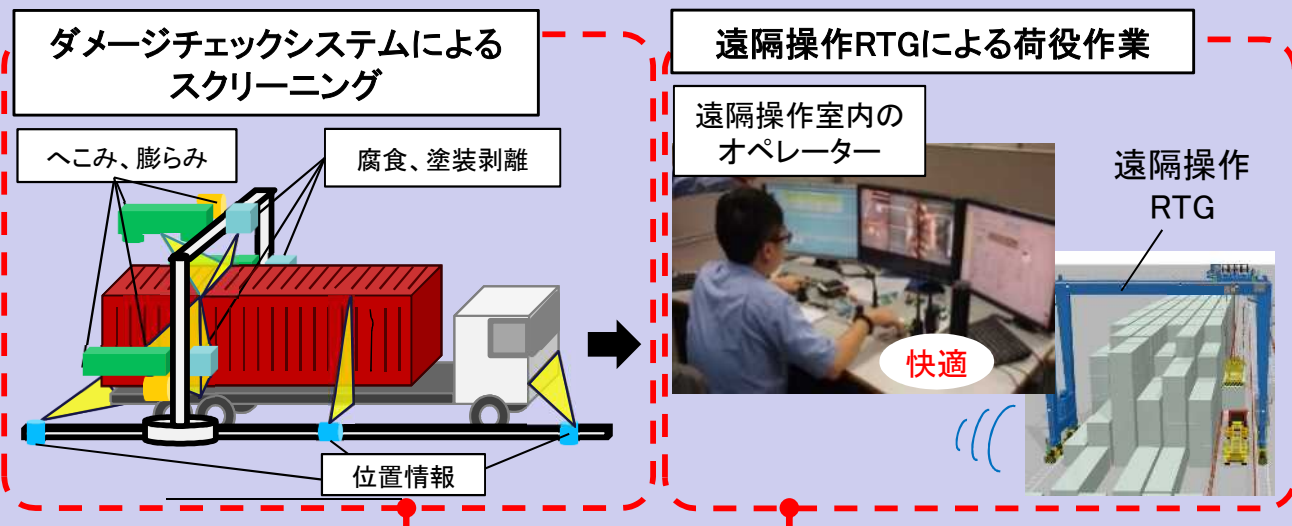 ダメージチェックシステムによる
スクリーニング
へこみ、膨らみ
腐食、塗装剥離
位置情報
遠隔操作RTGによる荷役作業
遠隔操作室内の
オペレーター
快適
遠隔操作
RTG